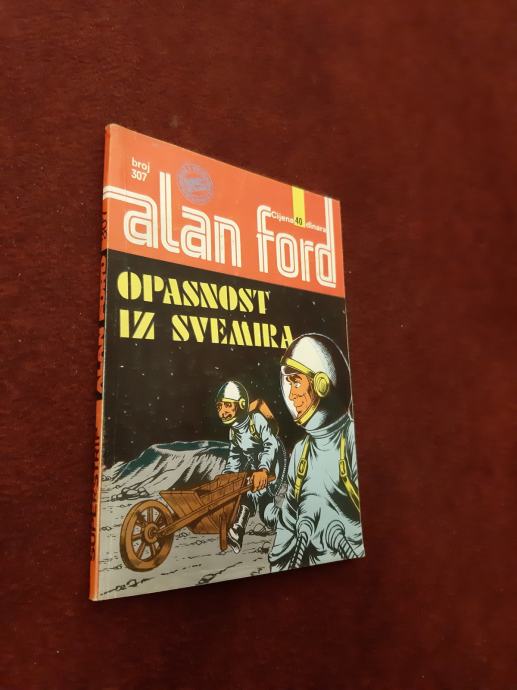 broj
307
Cijena 40 dinara
alan ford
OPASNOST
IZ SVEMIRA